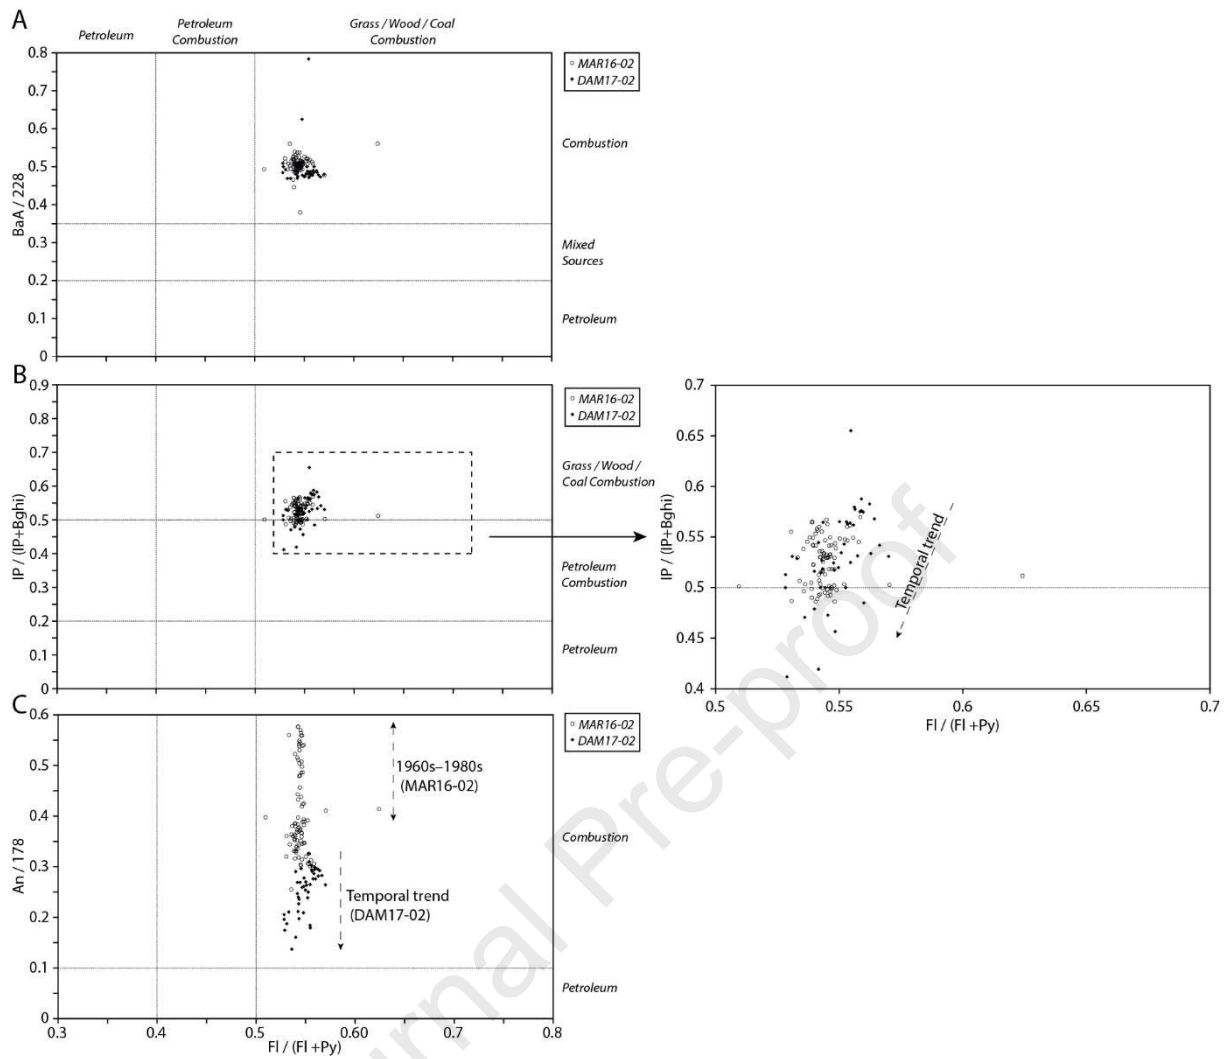 A
Petroleum
Petroleum
Combustion
Grass / Wood / Coal
Combustion
0.8
0.7
0.6
0.5
0.4
0.3
0.2
0.1
0
BaA / 228
MAR16-02
DAM17-02
Combustion
Mixed
Sources
Petroleum
B
0.9
0.8
0.7
0.6
0.5
0.4
0.3
0.2
0.1
0
IP / (IP+Bghi)
MAR16-02
DAM17-02
Grass / Wood /
Coal Combustion
Petroleum
Combustion
Petroleum
0.7
0.65
0.6
0.55
0.5
0.45
0.4
IP / (IP+Bghi)
Temporal trend
0.5
0.55
0.6
0.65
0.7
Fl / (Fl +Py)
C
0.6
0.5
0.4
0.3
0.2
0.1
0
An / 178
MAR16-02
DAM17-02
1960s–1980s
(MAR16-02)
Temporal trend
(DAM17-02)
Combustion
Petroleum
0.3
0.4
0.5
0.60
0.7
0.8
Fl / (Fl +Py)
rnal Pre-proof